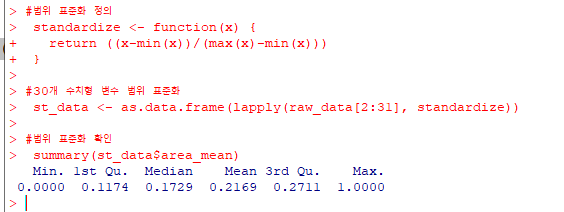 > #범위 표준화 정의
> standardize <- function(x) {
+ return ((x-min(x))/(max(x)-min(x)))
+ }
>
> #30개 수치형 변수 범위 표준화
> st_data <- as.data.frame(lapply(raw_data[2:31], standardize))
>
> #범위 표준화 확인
> summary(st_data$area_mean)
Min. 1st Qu. Median Mean 3rd Qu. Max.
0.0000 0.1174 0.1729 0.2169 0.2711 1.0000
>